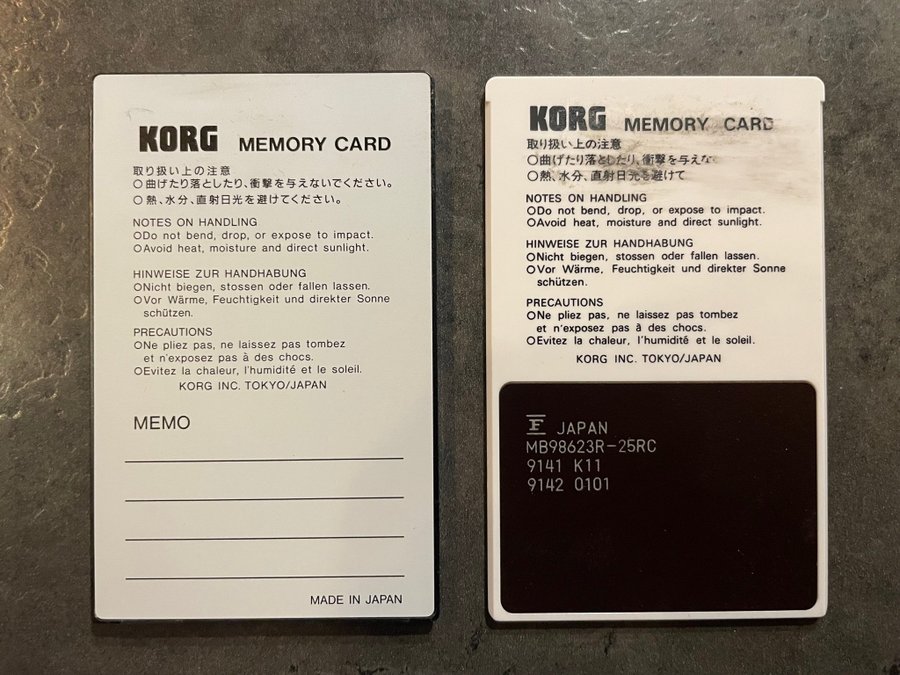 KORG MEMORY CARD
取り扱い上の注意
○曲げたり落としたり、衝撃を与えないでください。
○熱、水分、直射日光を避けてください。
NOTES ON HANDLING
○Do not bend, drop, or expose to impact.
○Avoid heat, moisture and direct sunlight.
HINWEISE ZUR HANDHABUNG
○Nicht biegen, stossen oder fallen lassen.
○Vor Wärme, Feuchtigkeit und direkter Sonne
schützen.
PRECAUTIONS
○Ne pliez pas, ne laissez pas tombez
et n'exposez pas à des chocs.
○Evitez la chaleur, l'humidité et le soleil.
KORG INC. TOKYO/JAPAN
MEMO
MADE IN JAPAN
KORG MEMORY CARD
取り扱い上の注意
○曲げたり落としたり、衝撃を与えな
○熱、水分、直射日光を避けて
NOTES ON HANDLING
○Do not bend, drop, or expose to impact.
○Avoid heat, moisture and direct sunlight.
HINWEISE ZUR HANDHABUNG
○Nicht biegen, stossen oder fallen lassen.
○Vor Wärme, Feuchtigkeit und direkter Sonne
schützen.
PRECAUTIONS
○Ne pliez pas, ne laissez pas tombez
et n'exposez pas à des chocs.
○Evitez la chaleur, l'humidité et le soleil.
KORG INC. TOKYO/JAPAN
F JAPAN
MB98623R-25RC
9141 K11
9142 0101